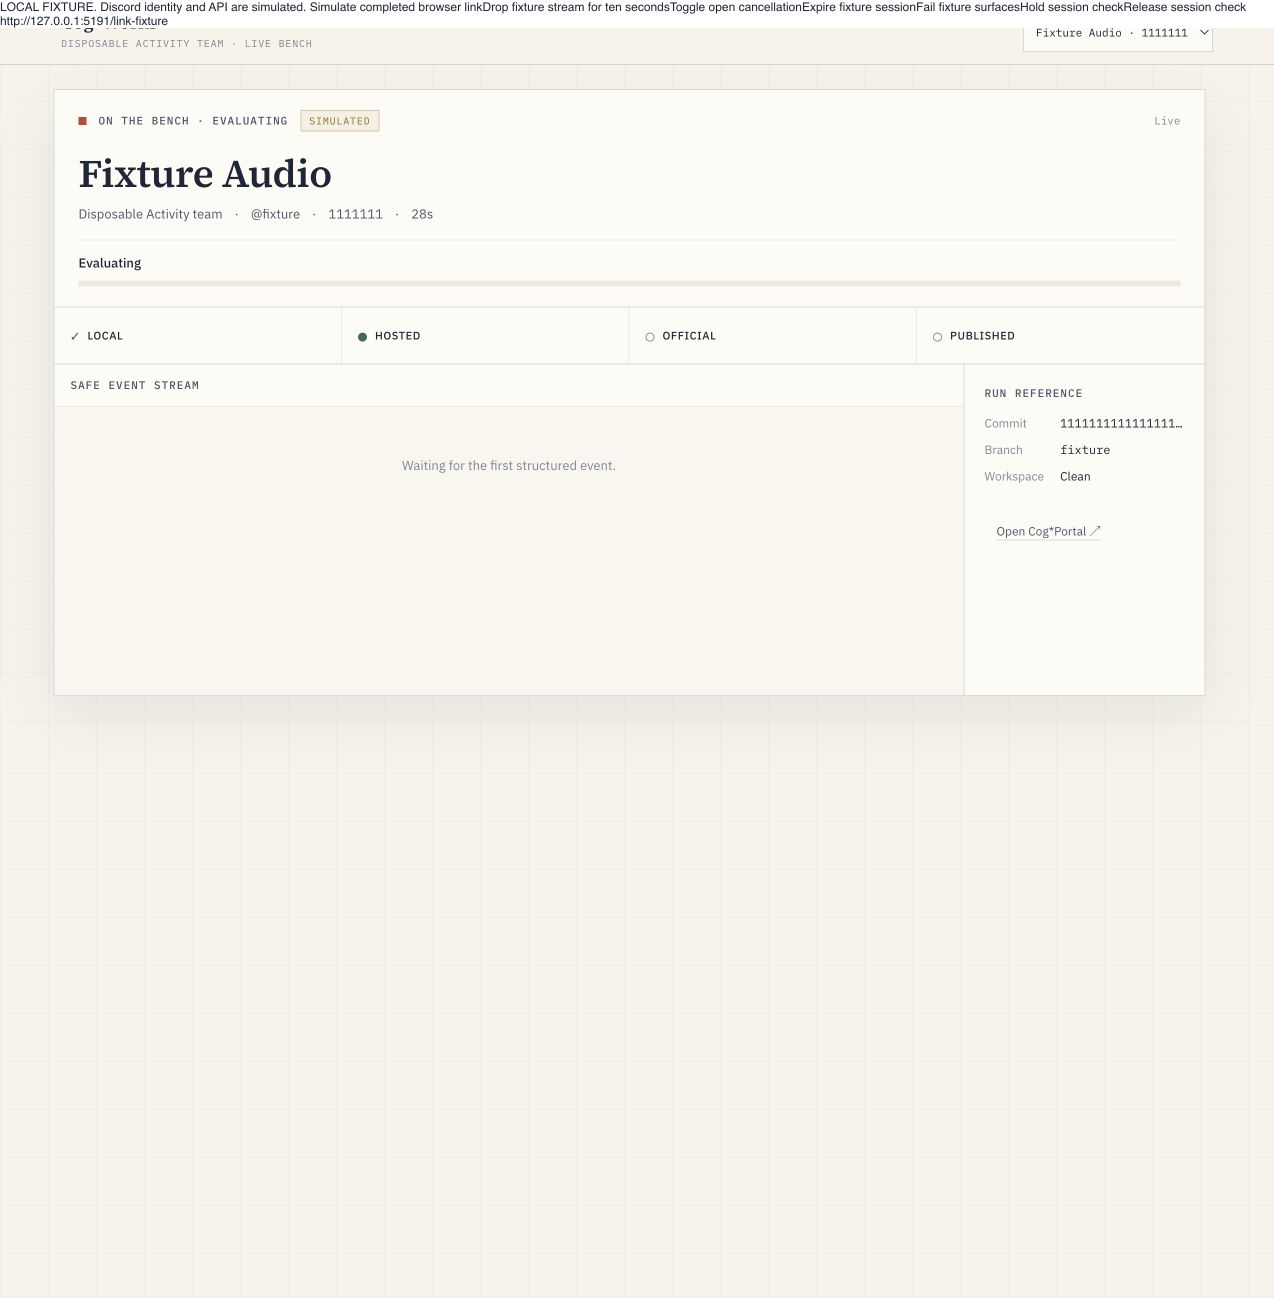 LOCAL FIXTURE. Discord identity and API are simulated. Simulate completed browser linkDrop fixture stream for ten secondsToggle open cancellationExpire fixture sessionFail fixture surfacesHold session checkRelease session check
http://127.0.0.1:5191/link-fixture
DISPOSABLE ACTIVITY TEAM · LIVE BENCH
Fixture Audio · 1111111
ON THE BENCH · EVALUATING SIMULATED
Live
Fixture Audio
Disposable Activity team · @fixture · 1111111 · 28s
Evaluating
✓ LOCAL
HOSTED
OFFICIAL
PUBLISHED
SAFE EVENT STREAM
Waiting for the first structured event.
RUN REFERENCE
Commit 1111111111111111…
Branch fixture
Workspace Clean
Open Cog*Portal ↗